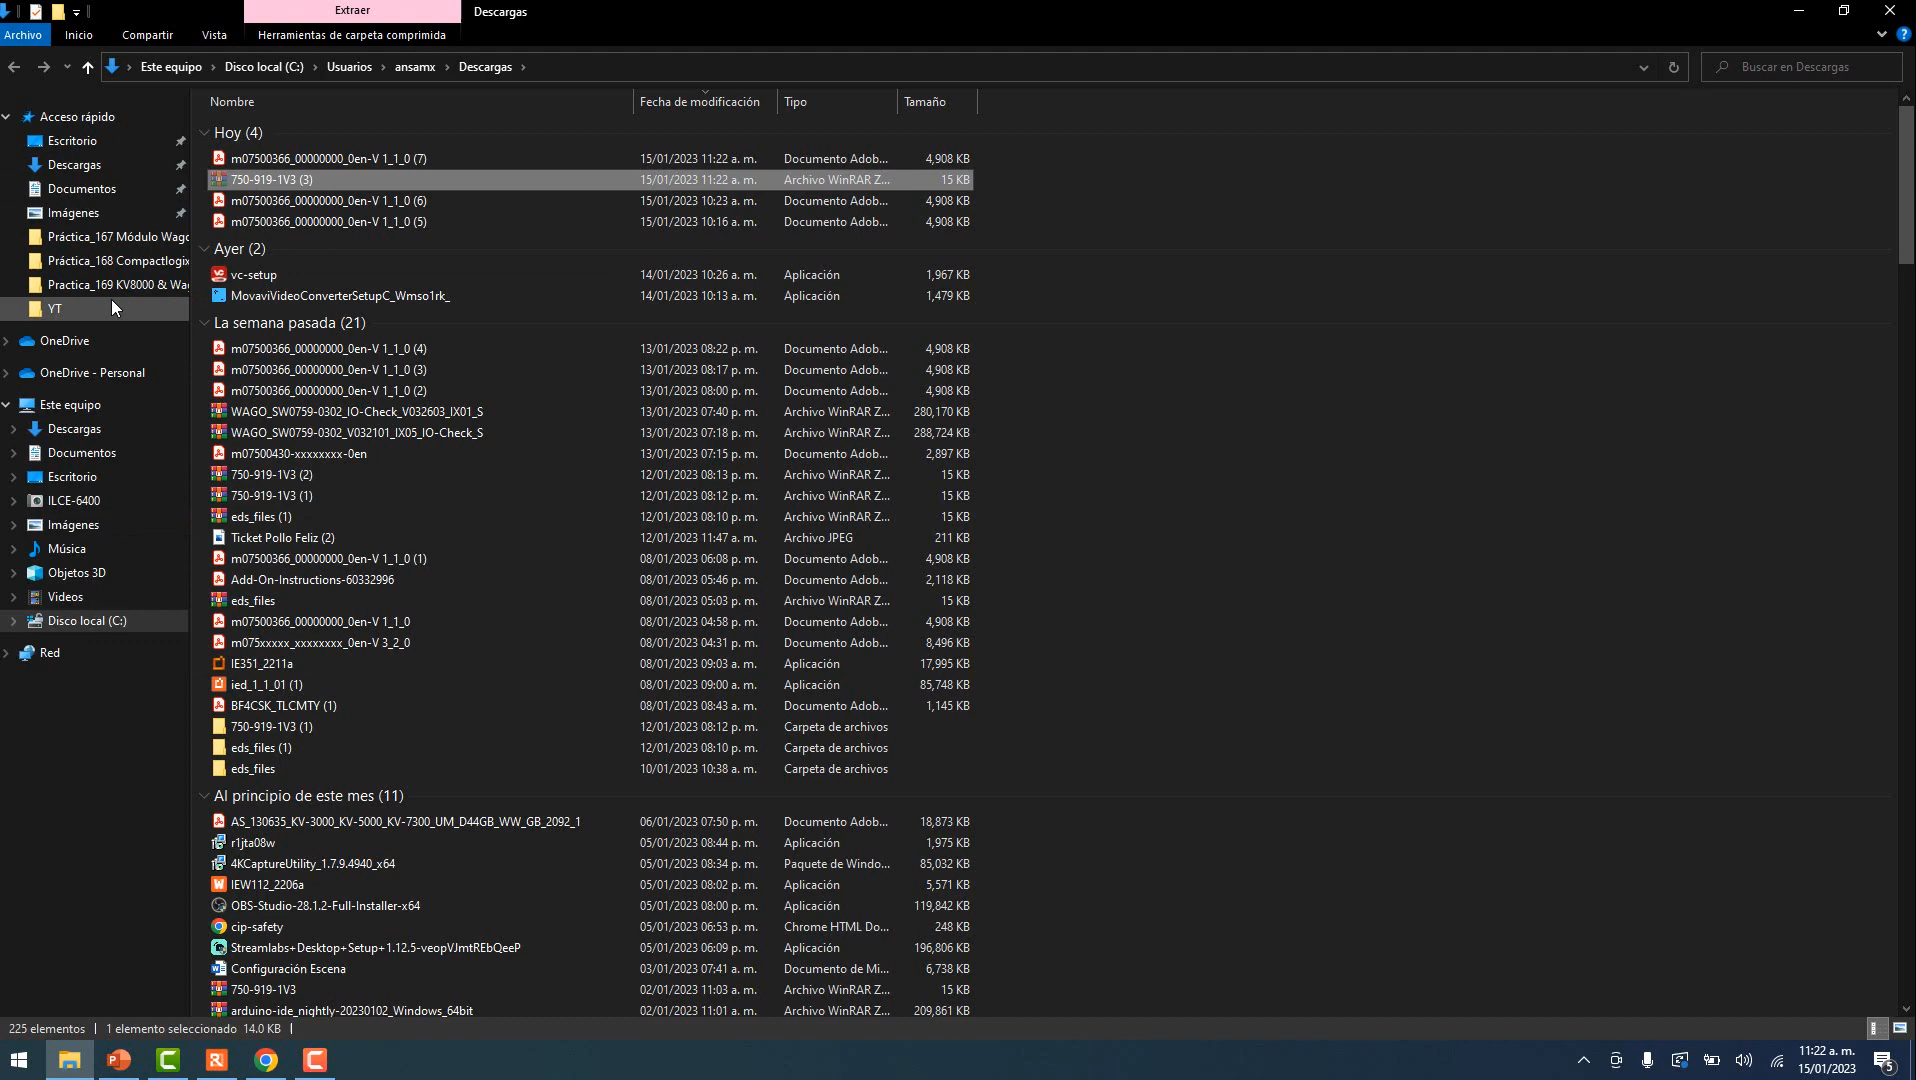 Extraer
Descargas
Archivo
Inicio
Compartir
Vista
Herramientas de carpeta comprimida
Este equipo
Disco local (C:)
Usuarios
ansamx
Descargas
Buscar en Descargas
Nombre
Fecha de modificación
Tipo
Tamaño
Acceso rápido
Escritorio
Descargas
Documentos
Imágenes
Práctica_167 Módulo Wago
Práctica_168 Compactlogix
Practica_169 KV8000 & Wag
YT
OneDrive
OneDrive - Personal
Este equipo
Descargas
Documentos
Escritorio
ILCE-6400
Imágenes
Música
Objetos 3D
Videos
Disco local (C:)
Red
Hoy (4)
m07500366_00000000_0en-V 1_1_0 (7) 15/01/2023 11:22 a. m. Documento Adob... 4,908 KB
750-919-1V3 (3) 15/01/2023 11:22 a. m. Archivo WinRAR Z... 15 KB
m07500366_00000000_0en-V 1_1_0 (6) 15/01/2023 10:23 a. m. Documento Adob... 4,908 KB
m07500366_00000000_0en-V 1_1_0 (5) 15/01/2023 10:16 a. m. Documento Adob... 4,908 KB
Ayer (2)
vc-setup 14/01/2023 10:26 a. m. Aplicación 1,967 KB
MovaviVideoConverterSetupC_Wmso1rk_ 14/01/2023 10:13 a. m. Aplicación 1,479 KB
La semana pasada (21)
m07500366_00000000_0en-V 1_1_0 (4) 13/01/2023 08:22 p. m. Documento Adob... 4,908 KB
m07500366_00000000_0en-V 1_1_0 (3) 13/01/2023 08:17 p. m. Documento Adob... 4,908 KB
m07500366_00000000_0en-V 1_1_0 (2) 13/01/2023 08:00 p. m. Documento Adob... 4,908 KB
WAGO_SW0759-0302_IO-Check_V032603_IX01_S 13/01/2023 07:40 p. m. Archivo WinRAR Z... 280,170 KB
WAGO_SW0759-0302_V032101_IX05_IO-Check_S 13/01/2023 07:18 p. m. Archivo WinRAR Z... 288,724 KB
m07500430-xxxxxxxx-0en 13/01/2023 07:15 p. m. Documento Adob... 2,897 KB
750-919-1V3 (2) 12/01/2023 08:13 p. m. Archivo WinRAR Z... 15 KB
750-919-1V3 (1) 12/01/2023 08:12 p. m. Archivo WinRAR Z... 15 KB
eds_files (1) 12/01/2023 08:10 p. m. Archivo WinRAR Z... 15 KB
Ticket Pollo Feliz (2) 12/01/2023 11:47 a. m. Archivo JPEG 211 KB
m07500366_00000000_0en-V 1_1_0 (1) 08/01/2023 06:08 p. m. Documento Adob... 4,908 KB
Add-On-Instructions-60332996 08/01/2023 05:46 p. m. Documento Adob... 2,118 KB
eds_files 08/01/2023 05:03 p. m. Archivo WinRAR Z... 15 KB
m07500366_00000000_0en-V 1_1_0 08/01/2023 04:58 p. m. Documento Adob... 4,908 KB
m075xxxxx_xxxxxxxx_0en-V 3_2_0 08/01/2023 04:31 p. m. Documento Adob... 8,496 KB
IE351_2211a 08/01/2023 09:03 a. m. Aplicación 17,995 KB
ied_1_1_01 (1) 08/01/2023 09:00 a. m. Aplicación 85,748 KB
BF4CSK_TLCMTY (1) 08/01/2023 08:43 a. m. Documento Adob... 1,145 KB
750-919-1V3 (1) 12/01/2023 08:12 p. m. Carpeta de archivos
eds_files (1) 12/01/2023 08:10 p. m. Carpeta de archivos
eds_files 10/01/2023 10:38 a. m. Carpeta de archivos
Al principio de este mes (11)
AS_130635_KV-3000_KV-5000_KV-7300_UM_D44GB_WW_GB_2092_1 06/01/2023 07:50 p. m. Documento Adob... 18,873 KB
r1jta08w 05/01/2023 08:44 p. m. Aplicación 1,975 KB
4KCaptureUtility_1.7.9.4940_x64 05/01/2023 08:34 p. m. Paquete de Windo... 85,032 KB
IEW112_2206a 05/01/2023 08:02 p. m. Aplicación 5,571 KB
OBS-Studio-28.1.2-Full-Installer-x64 05/01/2023 08:00 p. m. Aplicación 119,842 KB
cip-safety 05/01/2023 06:53 p. m. Chrome HTML Do... 248 KB
Streamlabs+Desktop+Setup+1.12.5-veopVJmtREbQeeP 05/01/2023 06:09 p. m. Aplicación 196,806 KB
Configuración Escena 03/01/2023 07:41 a. m. Documento de Mi... 6,738 KB
750-919-1V3 02/01/2023 11:03 a. m. Archivo WinRAR Z... 15 KB
arduino-ide_nightly-20230102_Windows_64bit 02/01/2023 11:01 a. m. Archivo WinRAR Z... 209,861 KB
225 elementos
1 elemento seleccionado 14.0 KB
11:22 a. m.
15/01/2023
5